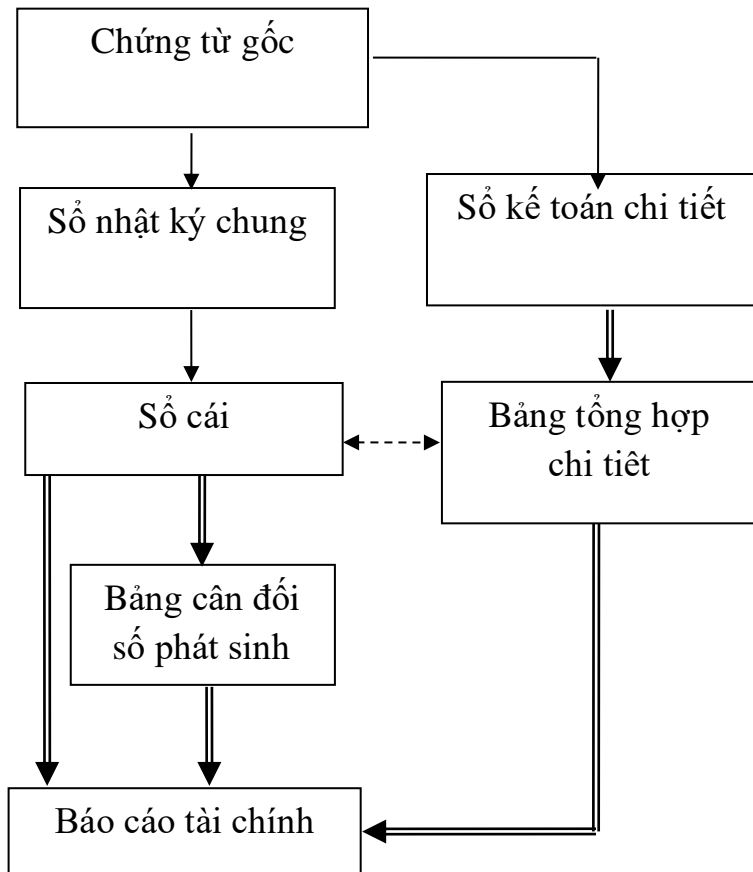 Chứng từ gốc
Sổ nhật ký chung
Sổ kế toán chi tiết
Sổ cái
Bảng tổng hợp
chi tiêt
Bảng cân đối
số phát sinh
Báo cáo tài chính